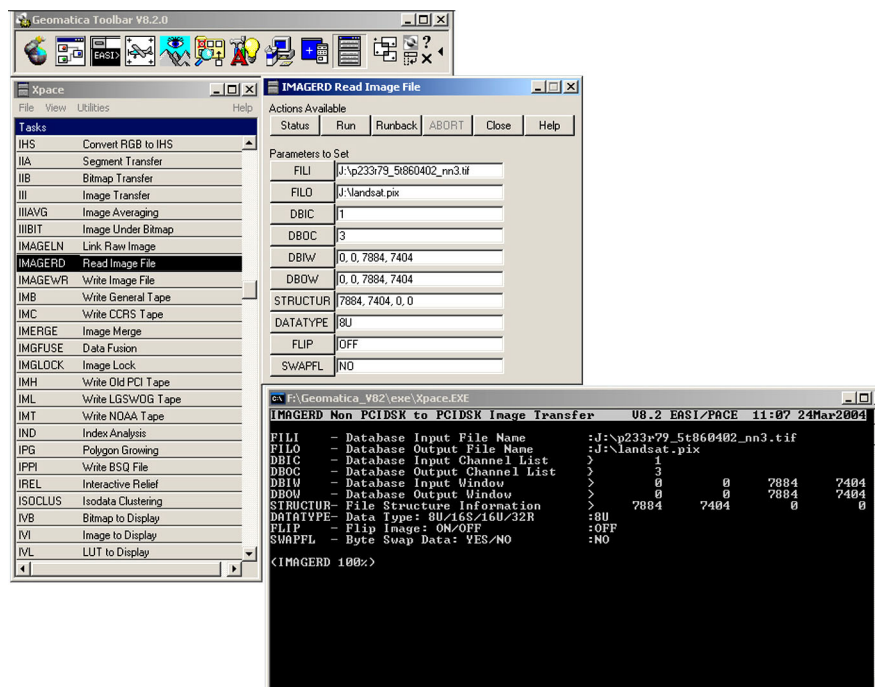 Geomatica Toolbar V8.2.0
EASI>
Xpace
File View Utilities Help
Tasks
IHS Convert RGB to IHS
IIA Segment Transfer
IIB Bitmap Transfer
III Image Transfer
IIIAVG Image Averaging
IIIBIT Image Under Bitmap
IMAGELN Link Raw Image
IMAGERD Read Image File
IMAGEWR Write Image File
IMB Write General Tape
IMC Write CCRS Tape
IMERGE Image Merge
IMGFUSE Data Fusion
IMGLOCK Image Lock
IMH Write Old PCI Tape
IML Write LGSWOG Tape
IMT Write NOAA Tape
IND Index Analysis
IPG Polygon Growing
IPPI Write BSQ File
IREL Interactive Relief
ISOCLUS Isodata Clustering
IVB Bitmap to Display
IVI Image to Display
IVL LUT to Display
IMAGERD Read Image File
Actions Available
Status Run Runback ABORT Close Help
Parameters to Set
FILI J:\p233r79_5t860402_nn3.tif
FILO J:\landsat.pix
DBIC 1
DBOC 3
DBIW 0, 0, 7884, 7404
DBOW 0, 0, 7884, 7404
STRUCTUR 7884, 7404, 0, 0
DATATYPE 8U
FLIP OFF
SWAPFL NO
F:\Geomatica_V82\exe\Xpace.EXE
IMAGERD Non PCIDSK to PCIDSK Image Transfer V8.2 EASI/PACE 11:07 24Mar2004
FILI - Database Input File Name :J:\p233r79_5t860402_nn3.tif
FILO - Database Output File Name :J:\landsat.pix
DBIC - Database Input Channel List > 1
DBOC - Database Output Channel List > 3
DBIW - Database Input Window > 0 0 7884 7404
DBOW - Database Output Window > 0 0 7884 7404
STRUCTUR- File Structure Information > 7884 7404 0 0
DATATYPE- Data Type: 8U/16S/16U/32R :8U
FLIP - Flip Image: ON/OFF :OFF
SWAPFL - Byte Swap Data: YES/NO :NO
(IMAGERD 100%)